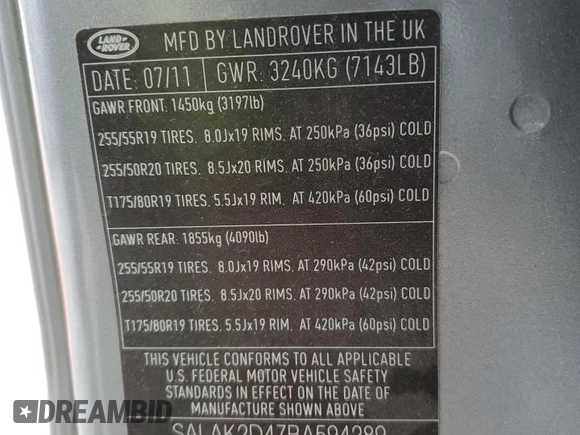 LAND ROVER
MFD BY LANDROVER IN THE UK
DATE: 07/11 GWR: 3240KG (7143LB)
GAWR FRONT: 1450kg (3197lb)
255/55R19 TIRES. 8.0Jx19 RIMS. AT 250kPa (36psi) COLD
255/50R20 TIRES. 8.5Jx20 RIMS. AT 250kPa (36psi) COLD
T175/80R19 TIRES. 5.5Jx19 RIM. AT 420kPa (60psi) COLD
GAWR REAR: 1855kg (4090lb)
255/55R19 TIRES. 8.0Jx19 RIMS. AT 290kPa (42psi) COLD
255/50R20 TIRES. 8.5Jx20 RIMS. AT 290kPa (42psi) COLD
T175/80R19 TIRES. 5.5Jx19 RIM. AT 420kPa (60psi) COLD
THIS VEHICLE CONFORMS TO ALL APPLICABLE
U.S. FEDERAL MOTOR VEHICLE SAFETY
STANDARDS IN EFFECT ON THE DATE OF
MANUFACTURE SHOWN ABOVE
SALAK2D47BA594289
DREAMBID